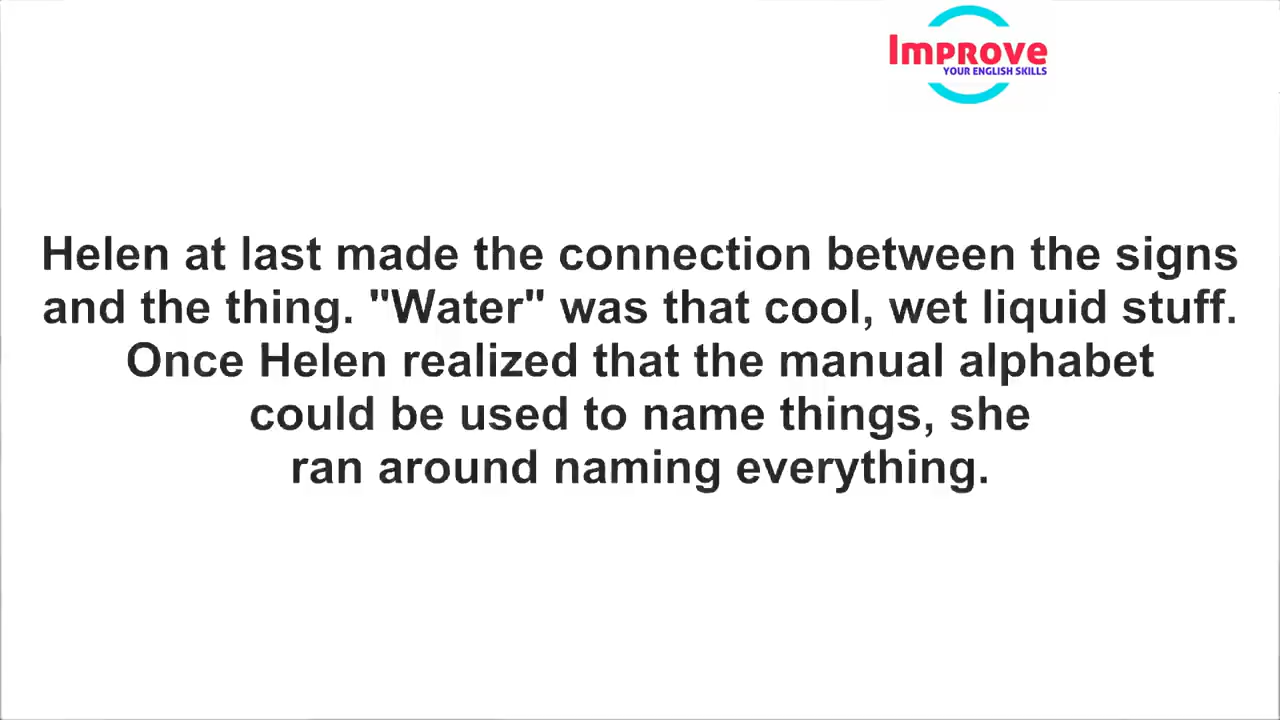 Improve
YOUR ENGLISH SKILLS
Helen at last made the connection between the signs
and the thing. "Water" was that cool, wet liquid stuff.
Once Helen realized that the manual alphabet
could be used to name things, she
ran around naming everything.